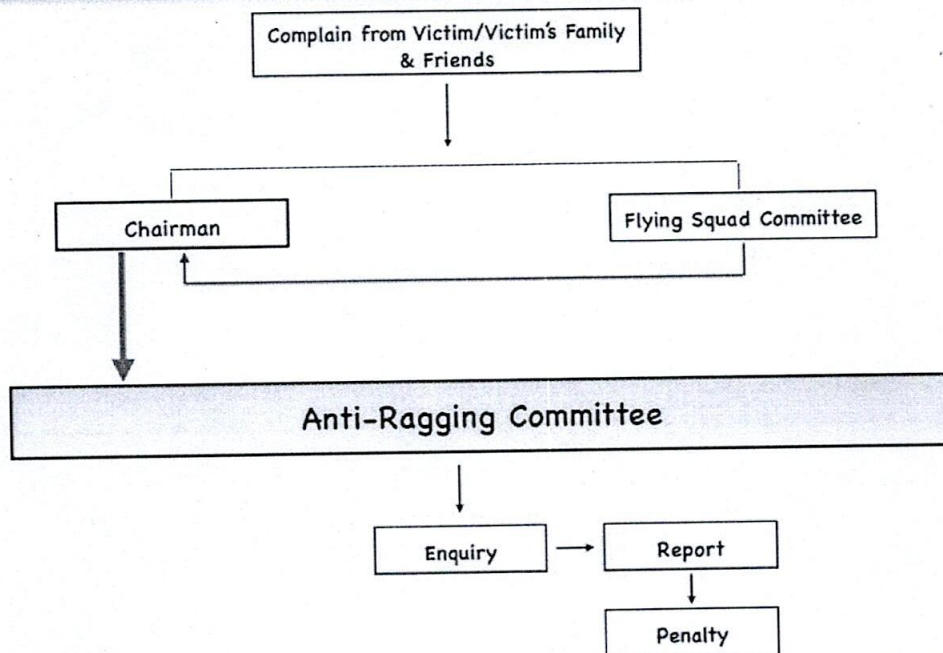 Complain from Victim/Victim's Family
& Friends
Chairman
Flying Squad Committee
Anti-Ragging Committee
Enquiry
Report
Penalty